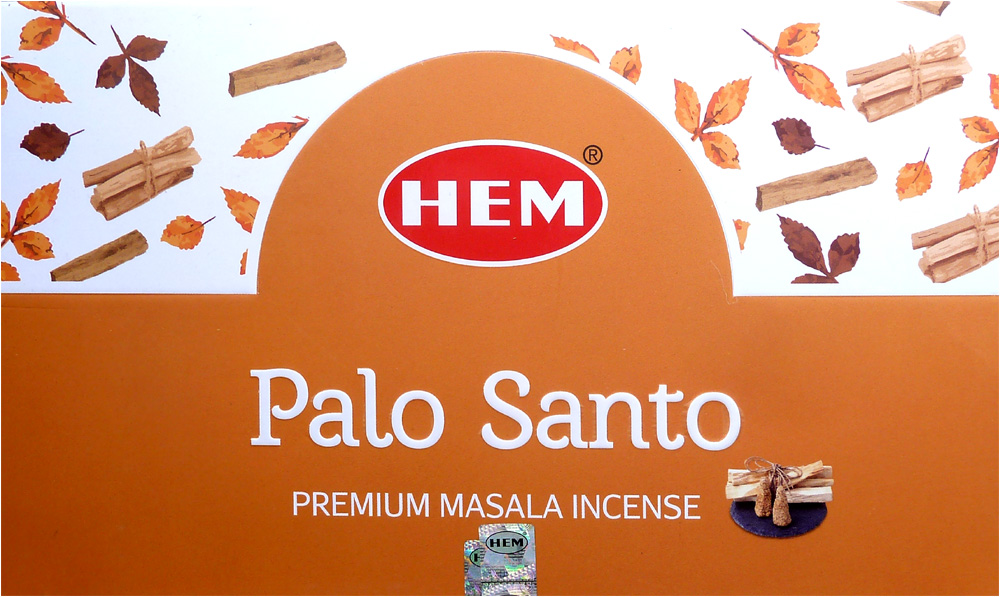 HEM®
Palo Santo
PREMIUM MASALA INCENSE
HEM
H